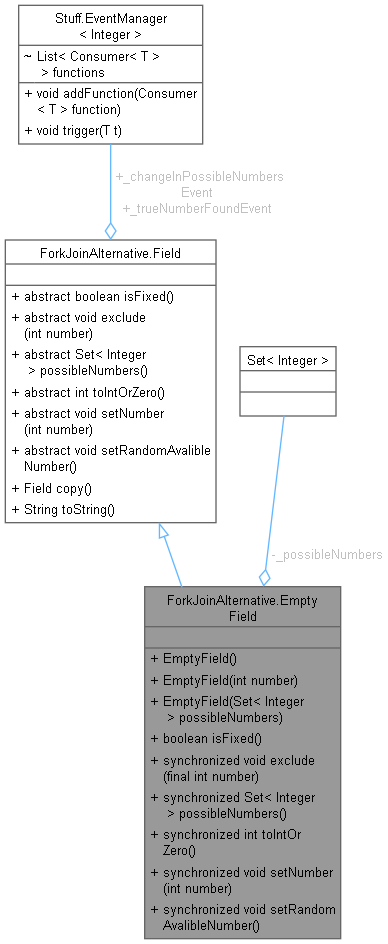 Stuff.EventManager
< Integer >
~ List< Consumer< T >
> functions
+ void addFunction(Consumer
< T > function)
+ void trigger(T t)
+_changeInPossibleNumbers
Event
+_trueNumberFoundEvent
ForkJoinAlternative.Field
+ abstract boolean isFixed()
+ abstract void exclude
(int number)
+ abstract Set< Integer
> possibleNumbers()
+ abstract int toIntOrZero()
+ abstract void setNumber
(int number)
+ abstract void setRandomAvalible
Number()
+ Field copy()
+ String toString()
Set< Integer >
-_possibleNumbers
ForkJoinAlternative.Empty
Field
+ EmptyField()
+ EmptyField(int number)
+ EmptyField(Set< Integer
> possibleNumbers)
+ boolean isFixed()
+ synchronized void exclude
(final int number)
+ synchronized Set< Integer
> possibleNumbers()
+ synchronized int toIntOr
Zero()
+ synchronized void setNumber
(int number)
+ synchronized void setRandom
AvalibleNumber()